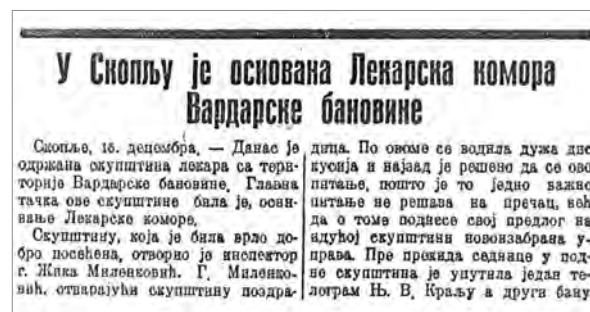 У Скопљу је основана Лекарска комора
Вардарске бановине
Скопље, 16. децембра, — Данас је
одржана скупштина лекара са тери-
торије Вардарске бановине. Главна
тачка ове скупштине била је, осни-
вање Лекарске коморе.
Скупштину, која је била врло до-
бро посећена, отворио је инспектор
г. Жика Миленковић. Г. Миленко-
вић, отварајући скупштину поздра-
дица. По овоме се водила дужа дис
кусија и најзад је решено да се ово
питање, пошто је то једно важно
питање не решава на пречац, већ
да о томе поднесе свој предлог на
идућој скупштини новоизабрана у-
права. Пре прекида седнице у под-
не скупштина је упутила један те-
лограм Њ. В. Краљу а други бану